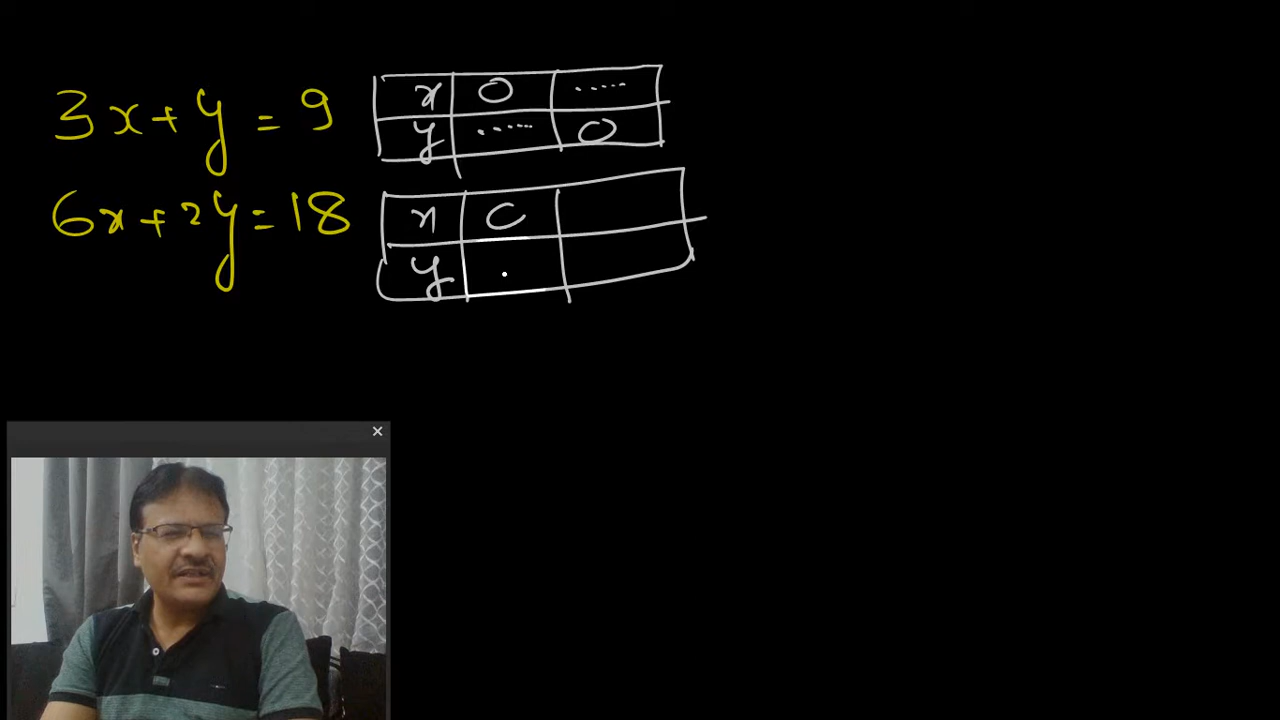 3x+y=9
x 0 .....
y ...... 0
6x+2y=18
x 0
y .